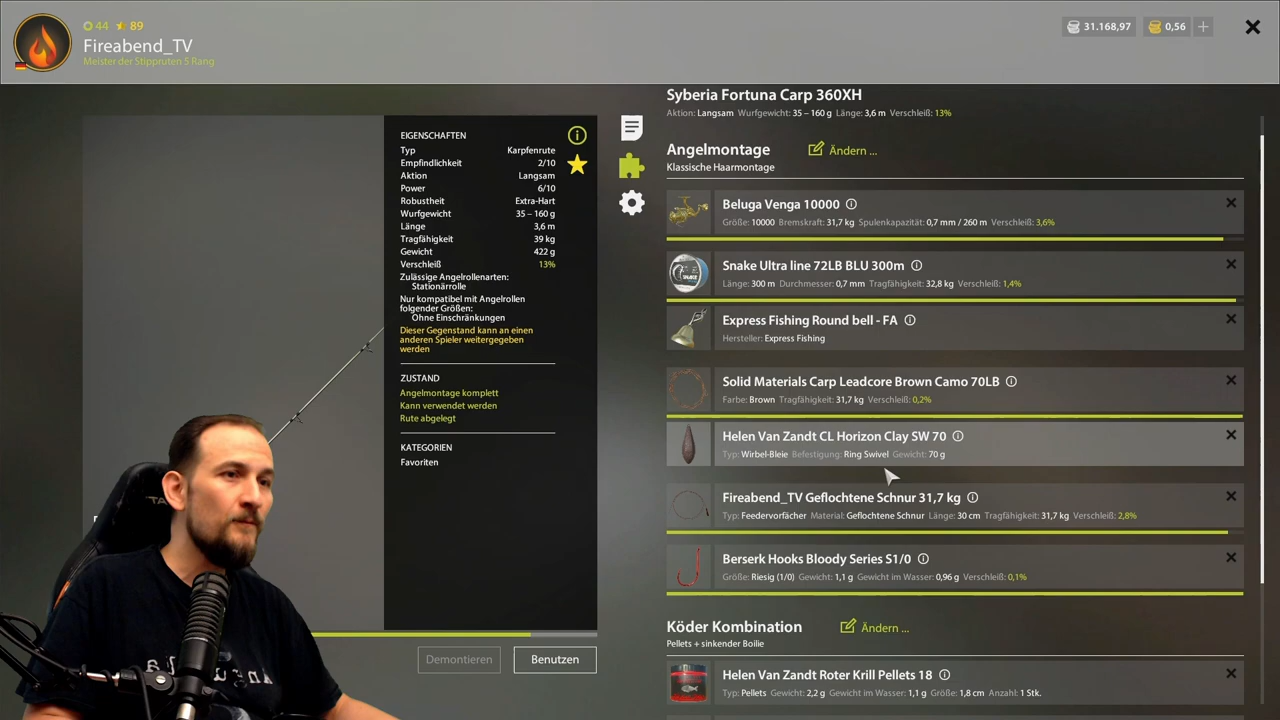 44 89
Fireabend_TV
Meister der Stippruten 5 Rang
31.168,97
0,56
EIGENSCHAFTEN
Typ Karpfenrute
Empfindlichkeit 2/10
Aktion Langsam
Power 6/10
Robustheit Extra-Hart
Wurfgewicht 35 – 160 g
Länge 3,6 m
Tragfähigkeit 39 kg
Gewicht 422 g
Verschleiß 13%
Zulässige Angelrollenarten:
Stationärrolle
Nur kompatibel mit Angelrollen
folgender Größen:
Ohne Einschränkungen
Dieser Gegenstand kann an einen
anderen Spieler weitergegeben
werden
ZUSTAND
Angelmontage komplett
Kann verwendet werden
Rute abgelegt
KATEGORIEN
Favoriten
Demontieren
Benutzen
Syberia Fortuna Carp 360XH
Aktion: Langsam Wurfgewicht: 35 – 160 g Länge: 3,6 m Verschleiß: 13%
Angelmontage Ändern ...
Klassische Haarmontage
Beluga Venga 10000
Größe: 10000 Bremskraft: 31,7 kg Spulenkapazität: 0,7 mm / 260 m Verschleiß: 3,6%
Snake Ultra line 72LB BLU 300m
Länge: 300 m Durchmesser: 0,7 mm Tragfähigkeit: 32,8 kg Verschleiß: 1,4%
Express Fishing Round bell - FA
Hersteller: Express Fishing
Solid Materials Carp Leadcore Brown Camo 70LB
Farbe: Brown Tragfähigkeit: 31,7 kg Verschleiß: 0,2%
Helen Van Zandt CL Horizon Clay SW 70
Typ: Wirbel-Bleie Befestigung: Ring Swivel Gewicht: 70 g
Fireabend_TV Geflochtene Schnur 31,7 kg
Typ: Feedervorfächer Material: Geflochtene Schnur Länge: 30 cm Tragfähigkeit: 31,7 kg Verschleiß: 2,8%
Berserk Hooks Bloody Series S1/0
Größe: Riesig (1/0) Gewicht: 1,1 g Gewicht im Wasser: 0,96 g Verschleiß: 0,1%
Köder Kombination Ändern ...
Pellets + sinkender Boilie
Helen Van Zandt Roter Krill Pellets 18
Typ: Pellets Gewicht: 2,2 g Gewicht im Wasser: 1,1 g Größe: 1,8 cm Anzahl: 1 Stk.